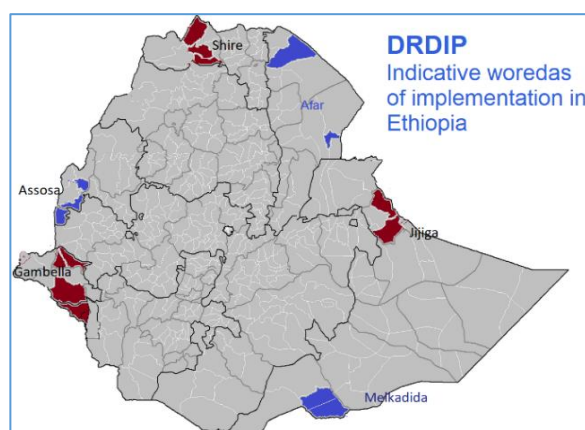 DRDIP
Indicative woredas
of implementation in
Ethiopia
Shire
Afar
Assosa
Jijiga
Gambella
Melkadida